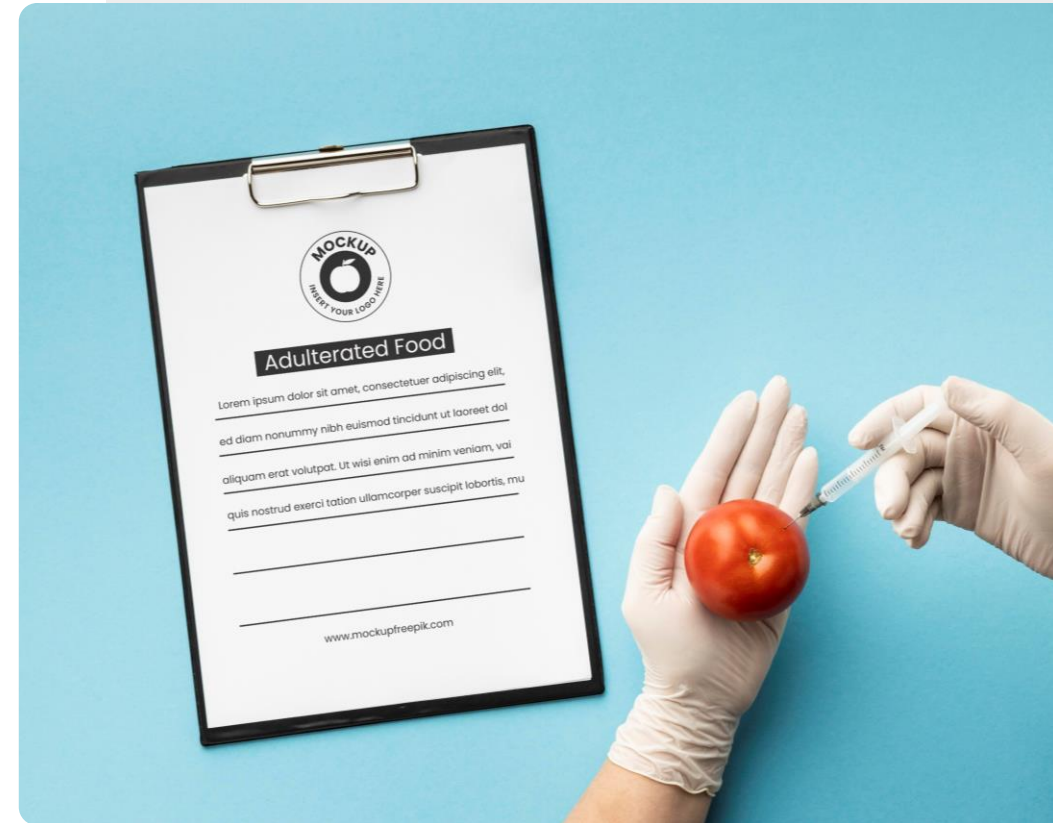 MOCKUP
INSERT YOUR LOGO HERE
Adulterated Food
Lorem ipsum dolor sit amet, consectetuer adipiscing elit,
ed diam nonummy nibh euismod tincidunt ut laoreet dol
aliquam erat volutpat. Ut wisi enim ad minim veniam, vai
quis nostrud exerci tation ullamcorper suscipit lobortis, mu
www.mockupfreepik.com